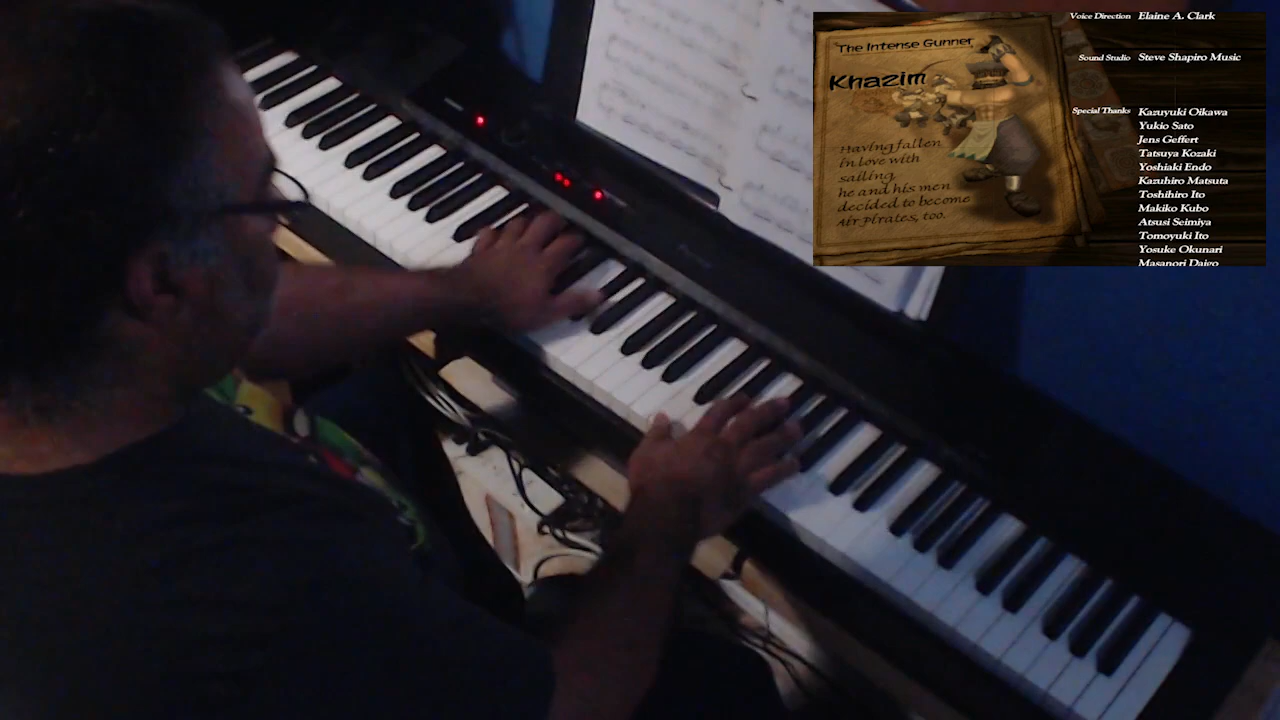 The Intense Gunner
Khazim
Having fallen
in love with
sailing,
he and his men
decided to become
Air Pirates, too.
Voice Direction Elaine A. Clark
Sound Studio Steve Shapiro Music
Special Thanks Kazuyuki Oikawa
Yukio Sato
Jens Geffert
Tatsuya Kozaki
Yoshiaki Endo
Kazuhiro Matsuta
Toshihiro Ito
Makiko Kubo
Atsusi Seimiya
Tomoyuki Ito
Yosuke Okunari
Masanori Daigo